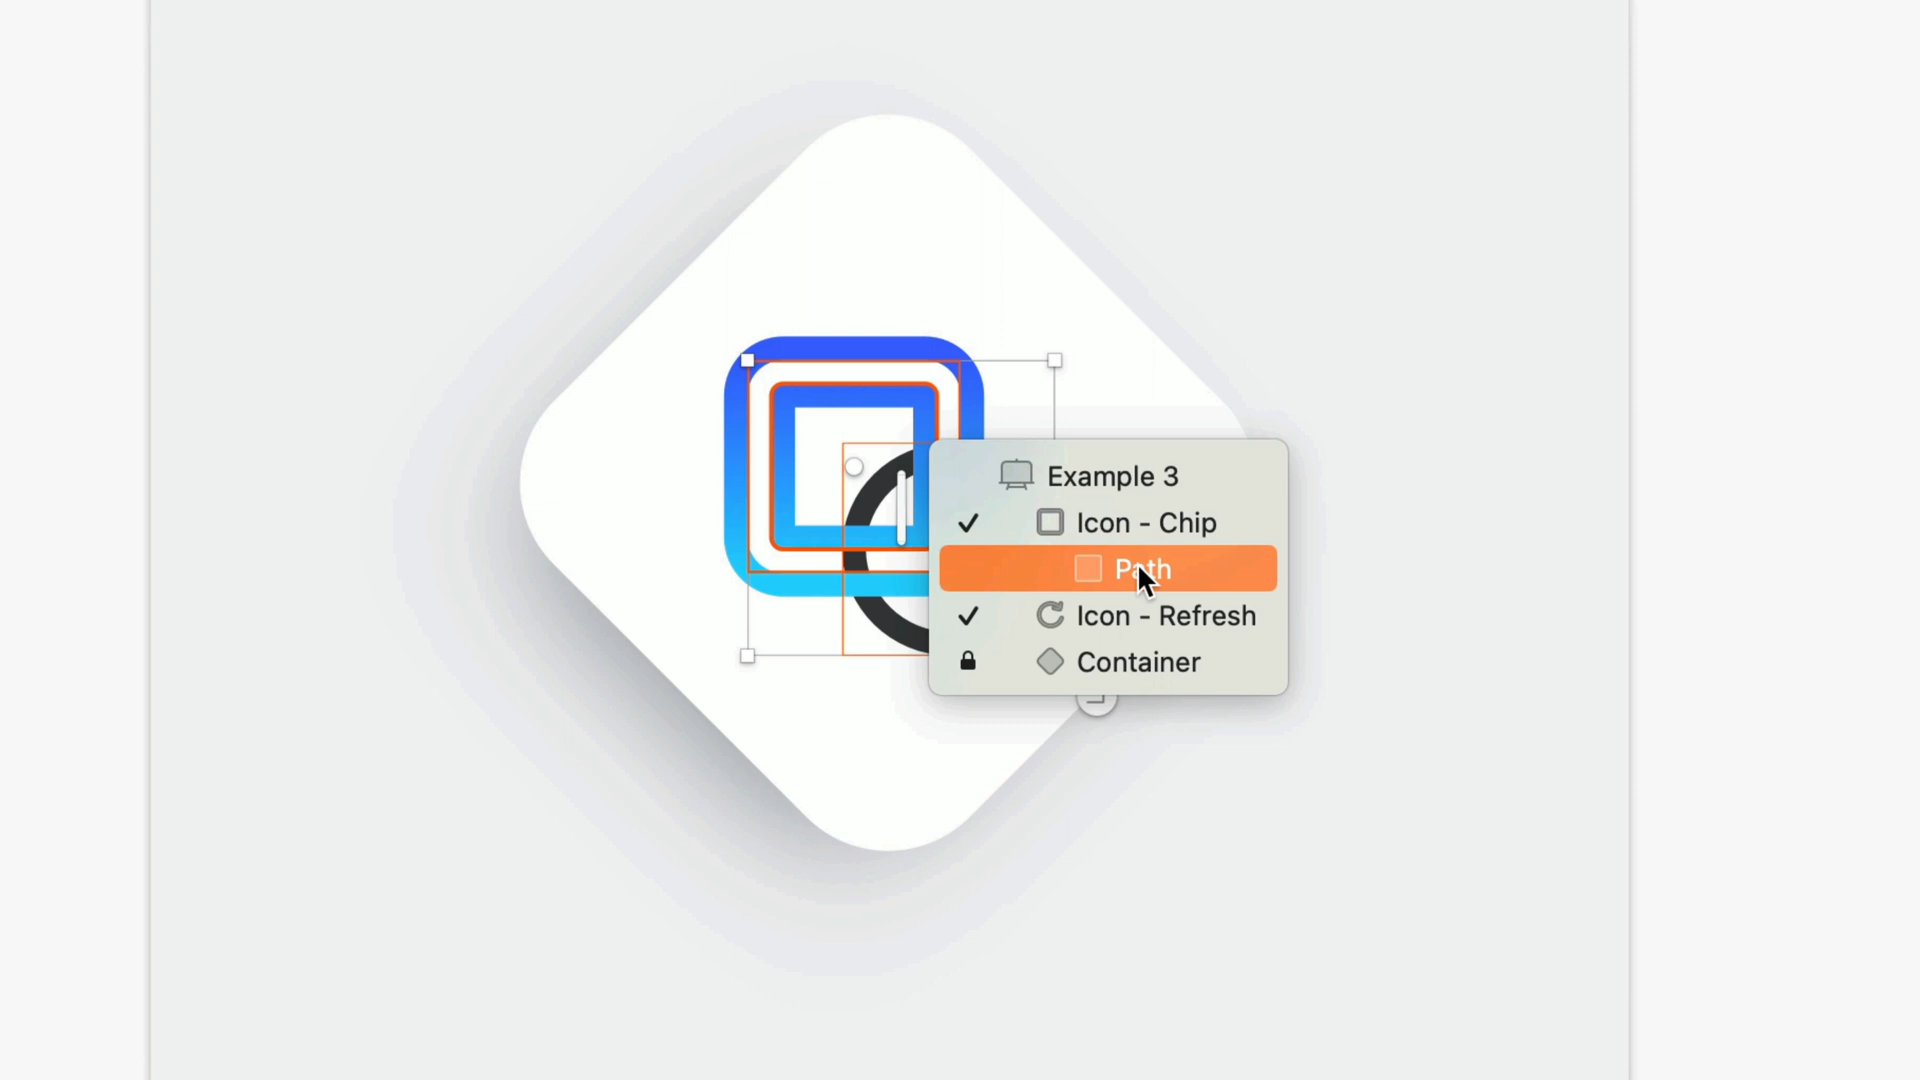 Example 3
Icon - Chip
Path
Icon - Refresh
Container